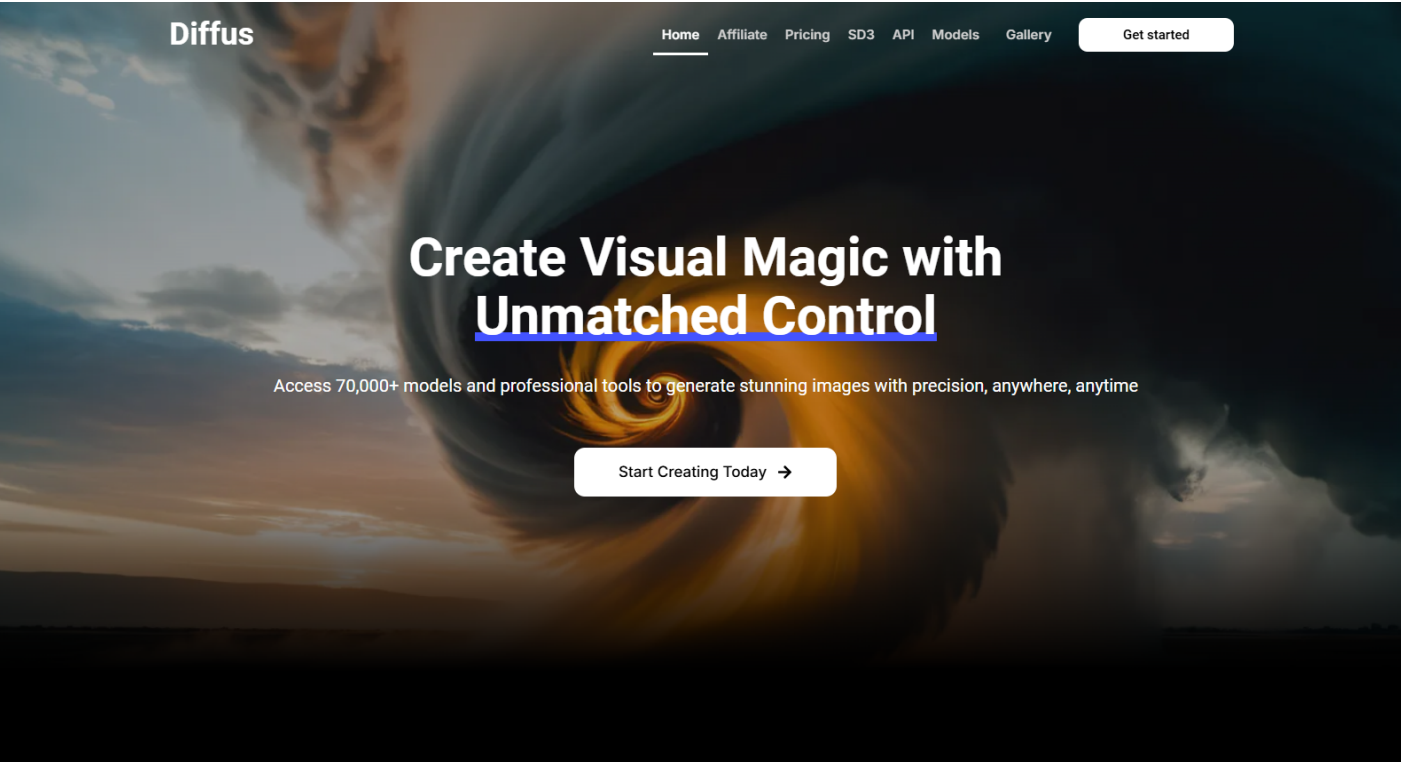 Diffus
Home Affiliate Pricing SD3 API Models Gallery Get started
Create Visual Magic with
Unmatched Control
Access 70,000+ models and professional tools to generate stunning images with precision, anywhere, anytime
Start Creating Today